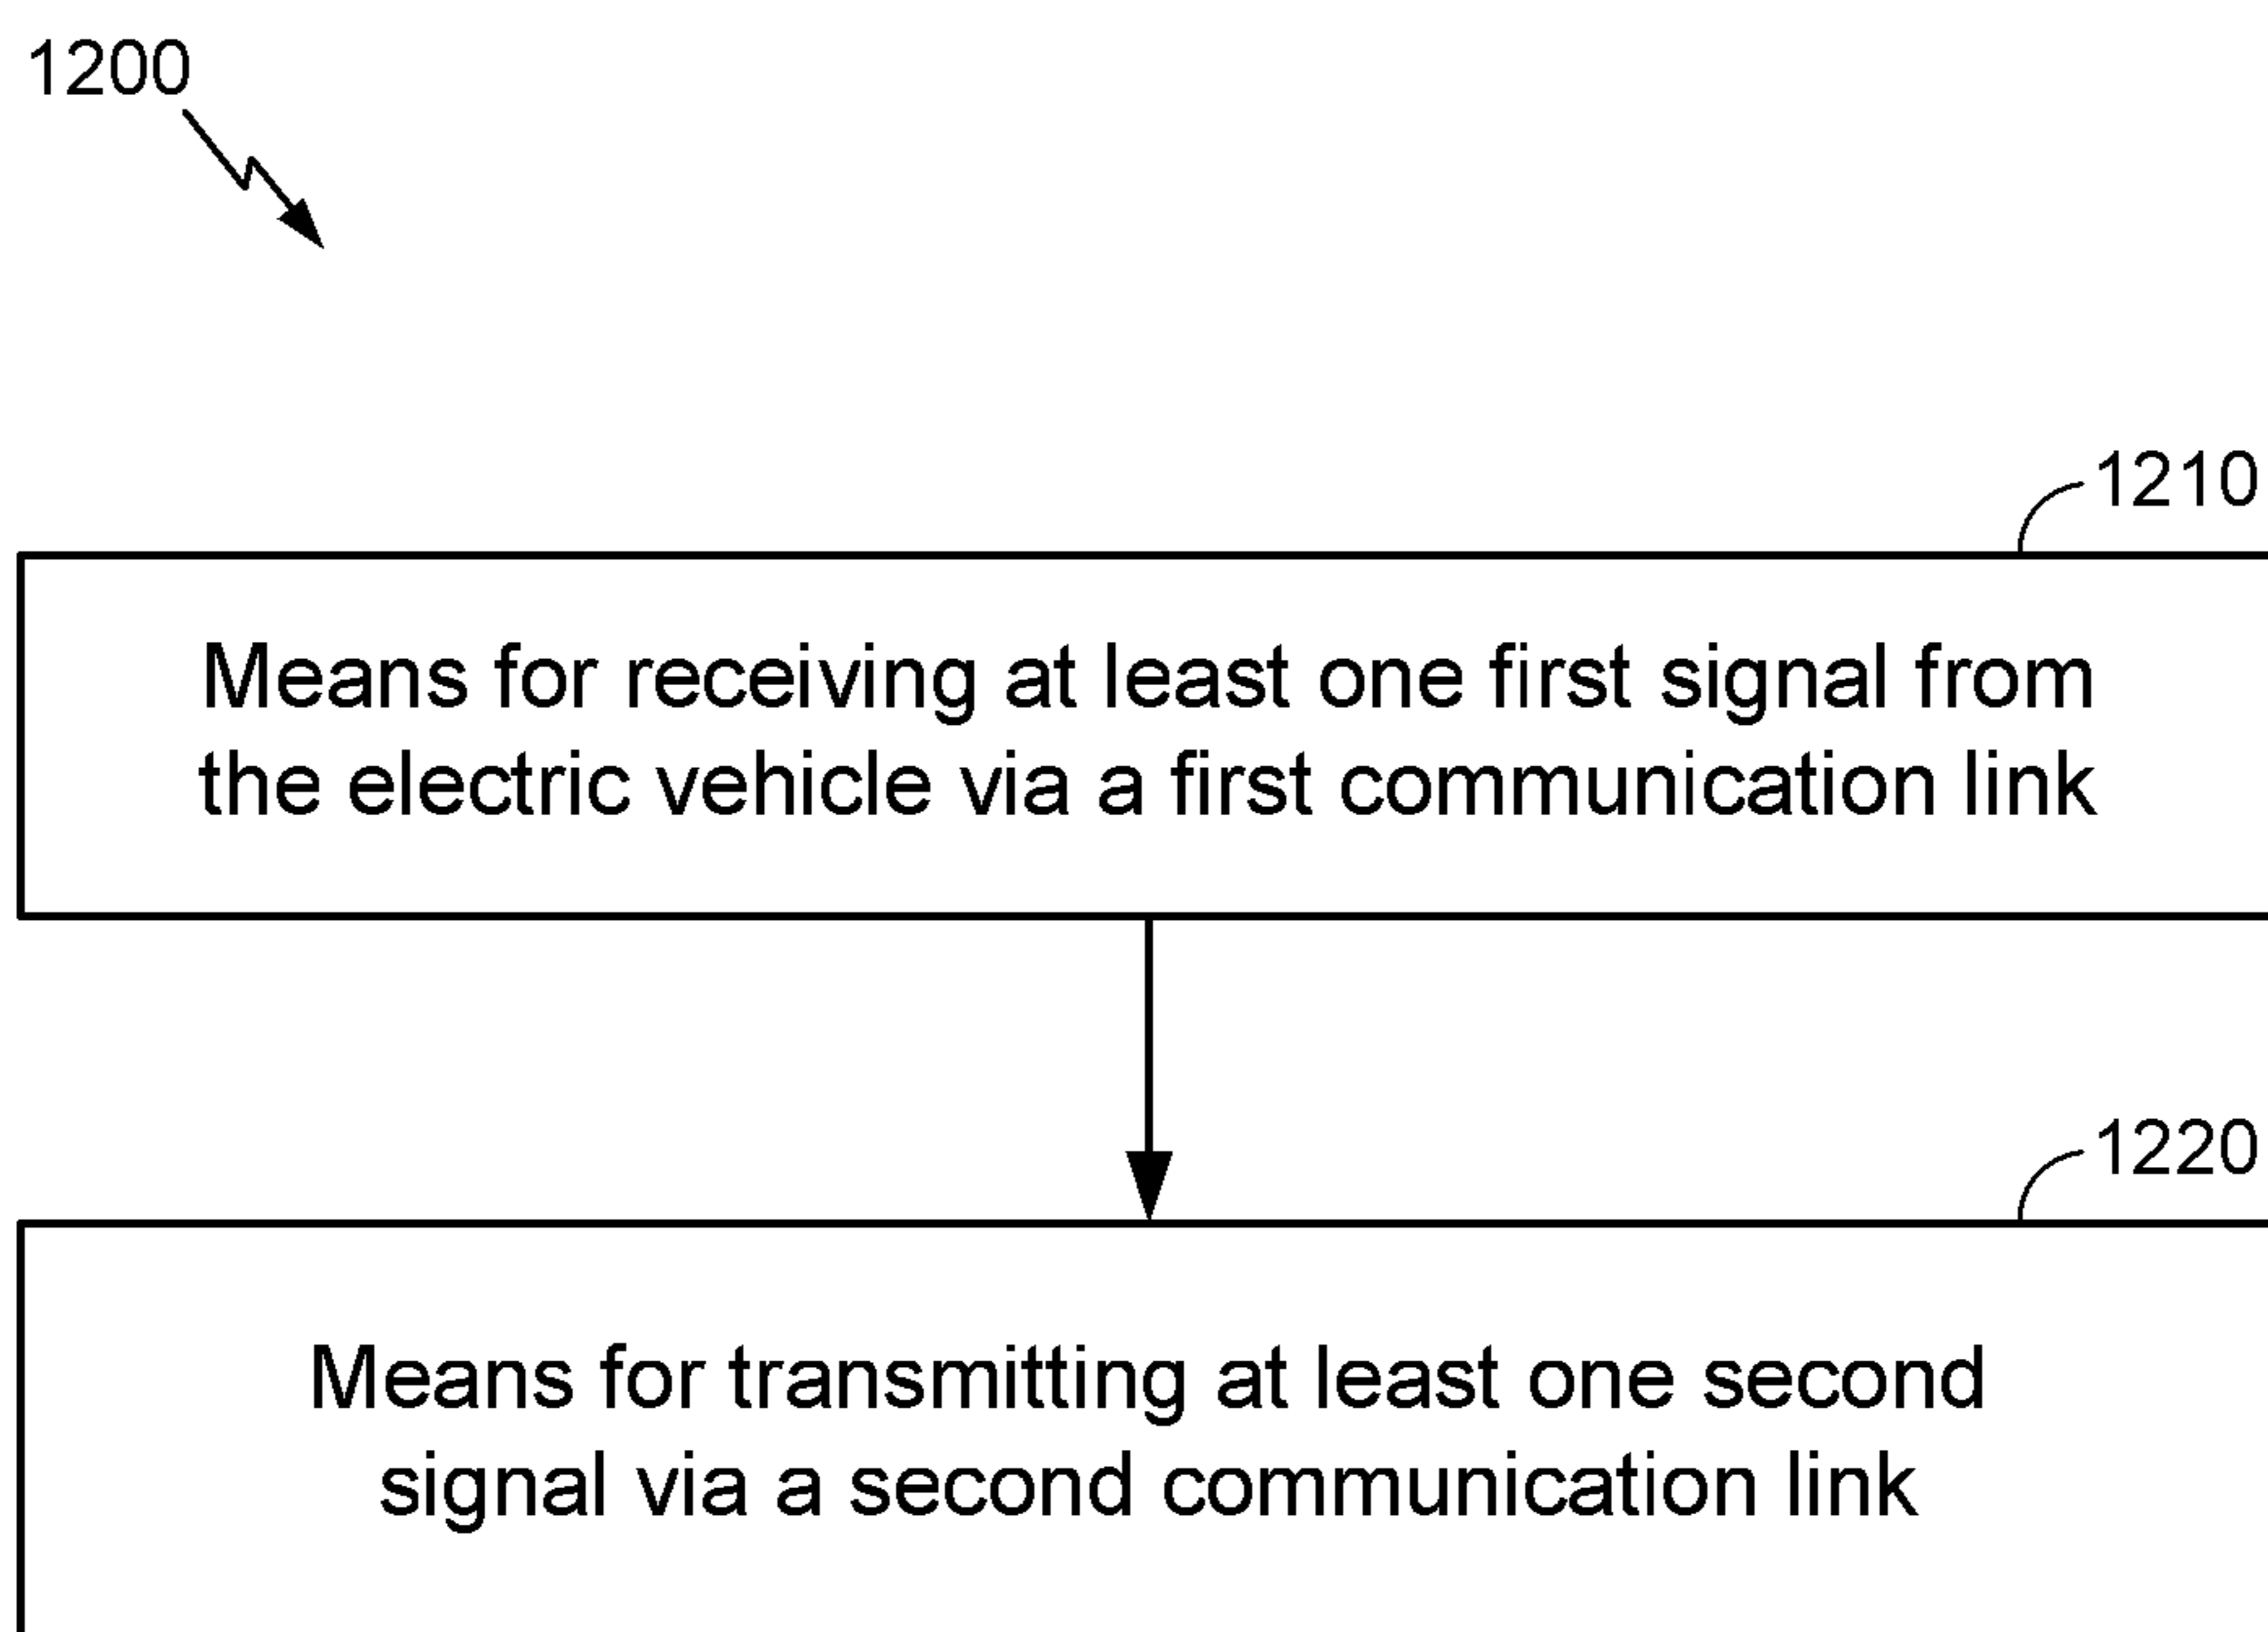 1200
1210
Means for receiving at least one first signal from
the electric vehicle via a first communication link
1220
Means for transmitting at least one second
signal via a second communication link